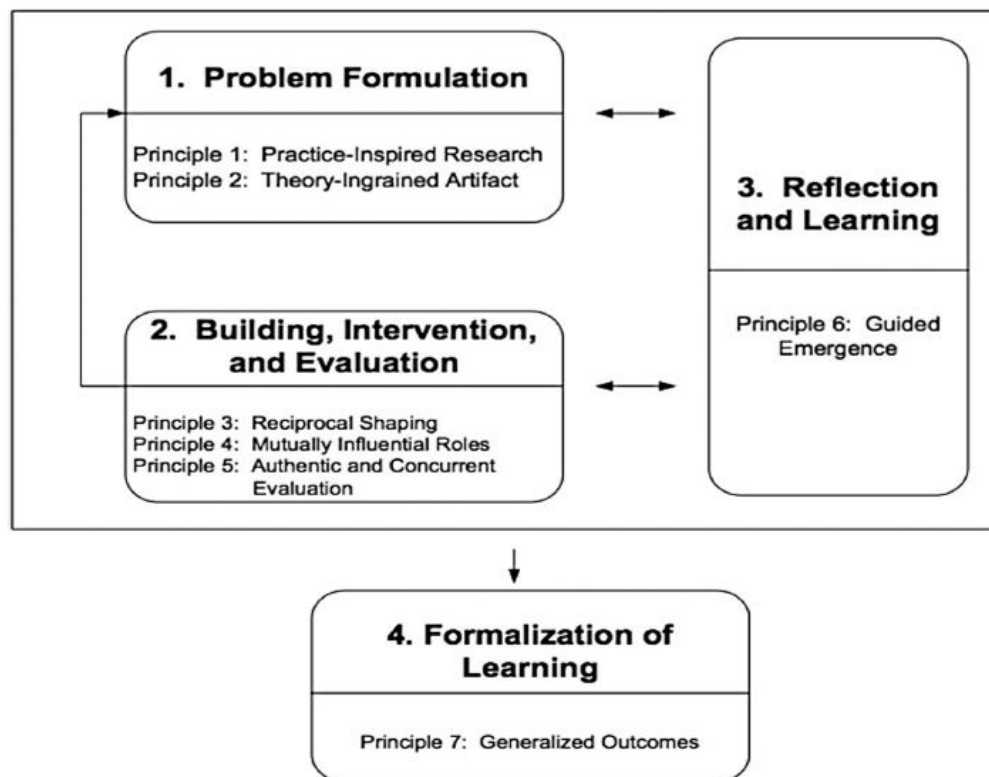 1. Problem Formulation
Principle 1: Practice-Inspired Research
Principle 2: Theory-Ingrained Artifact
2. Building, Intervention,
and Evaluation
Principle 3: Reciprocal Shaping
Principle 4: Mutually Influential Roles
Principle 5: Authentic and Concurrent
Evaluation
3. Reflection
and Learning
Principle 6: Guided
Emergence
4. Formalization of
Learning
Principle 7: Generalized Outcomes